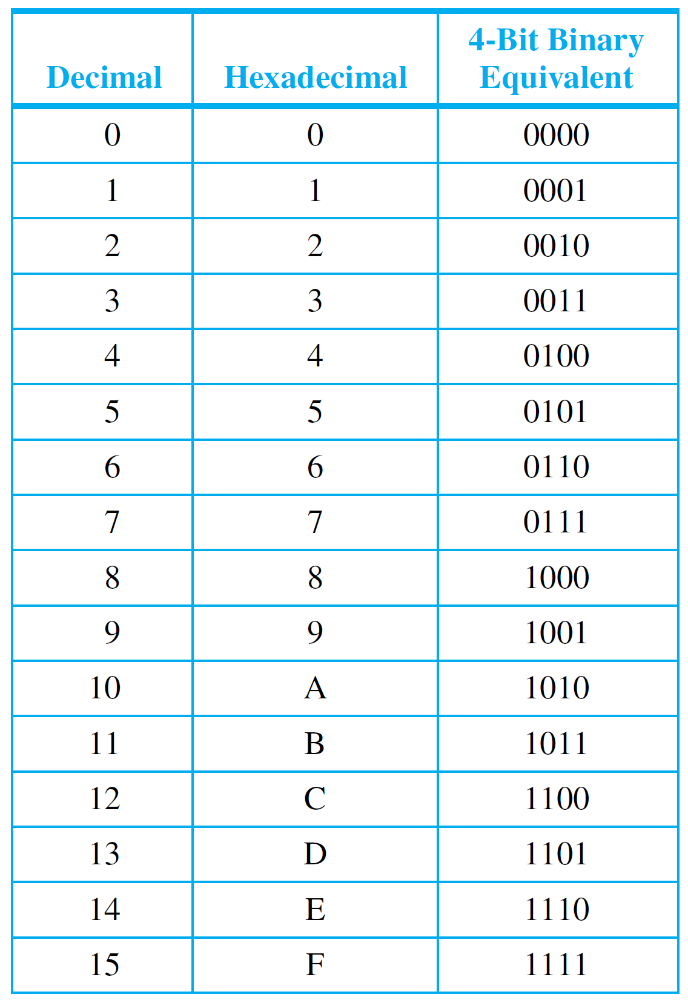 Decimal Hexadecimal 4-Bit Binary
Equivalent
0 0 0000
1 1 0001
2 2 0010
3 3 0011
4 4 0100
5 5 0101
6 6 0110
7 7 0111
8 8 1000
9 9 1001
10 A 1010
11 B 1011
12 C 1100
13 D 1101
14 E 1110
15 F 1111